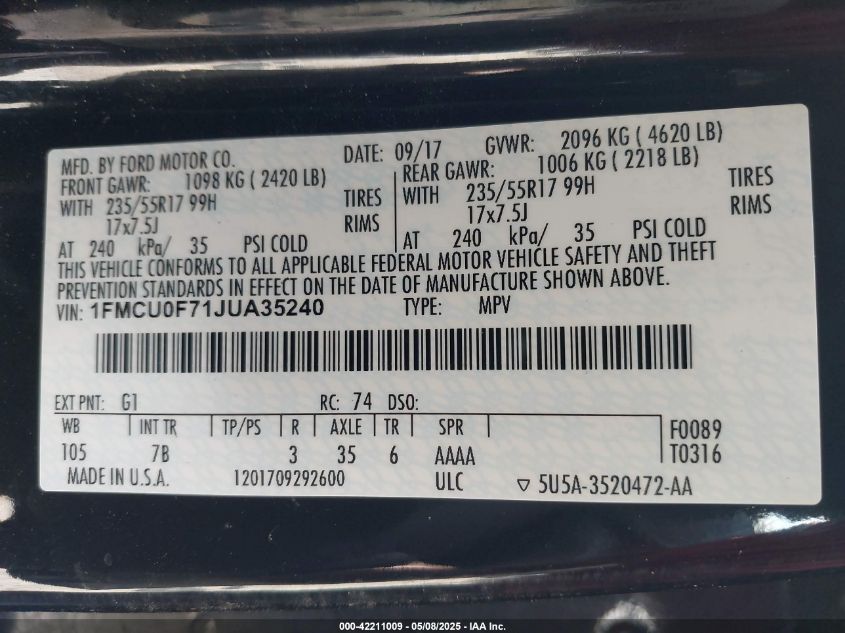 MFD. BY FORD MOTOR CO. DATE: 09/17 GVWR: 2096 KG ( 4620 LB)
FRONT GAWR: 1098 KG ( 2420 LB) REAR GAWR: 1006 KG ( 2218 LB)
WITH 235/55R17 99H TIRES WITH 235/55R17 99H TIRES
17x7.5J RIMS 17x7.5J RIMS
AT 240 kPa/ 35 PSI COLD AT 240 kPa/ 35 PSI COLD
THIS VEHICLE CONFORMS TO ALL APPLICABLE FEDERAL MOTOR VEHICLE SAFETY AND THEFT
PREVENTION STANDARDS IN EFFECT ON THE DATE OF MANUFACTURE SHOWN ABOVE.
VIN: 1FMCU0F71JUA35240 TYPE: MPV
EXT PNT: G1 RC: 74 DSO:
WB INT TR TP/PS R AXLE TR SPR F0089
105 7B 3 35 6 AAAA T0316
MADE IN U.S.A. 1201709292600 ULC ▽ 5U5A-3520472-AA
000-42211009 - 05/08/2025 - IAA Inc.